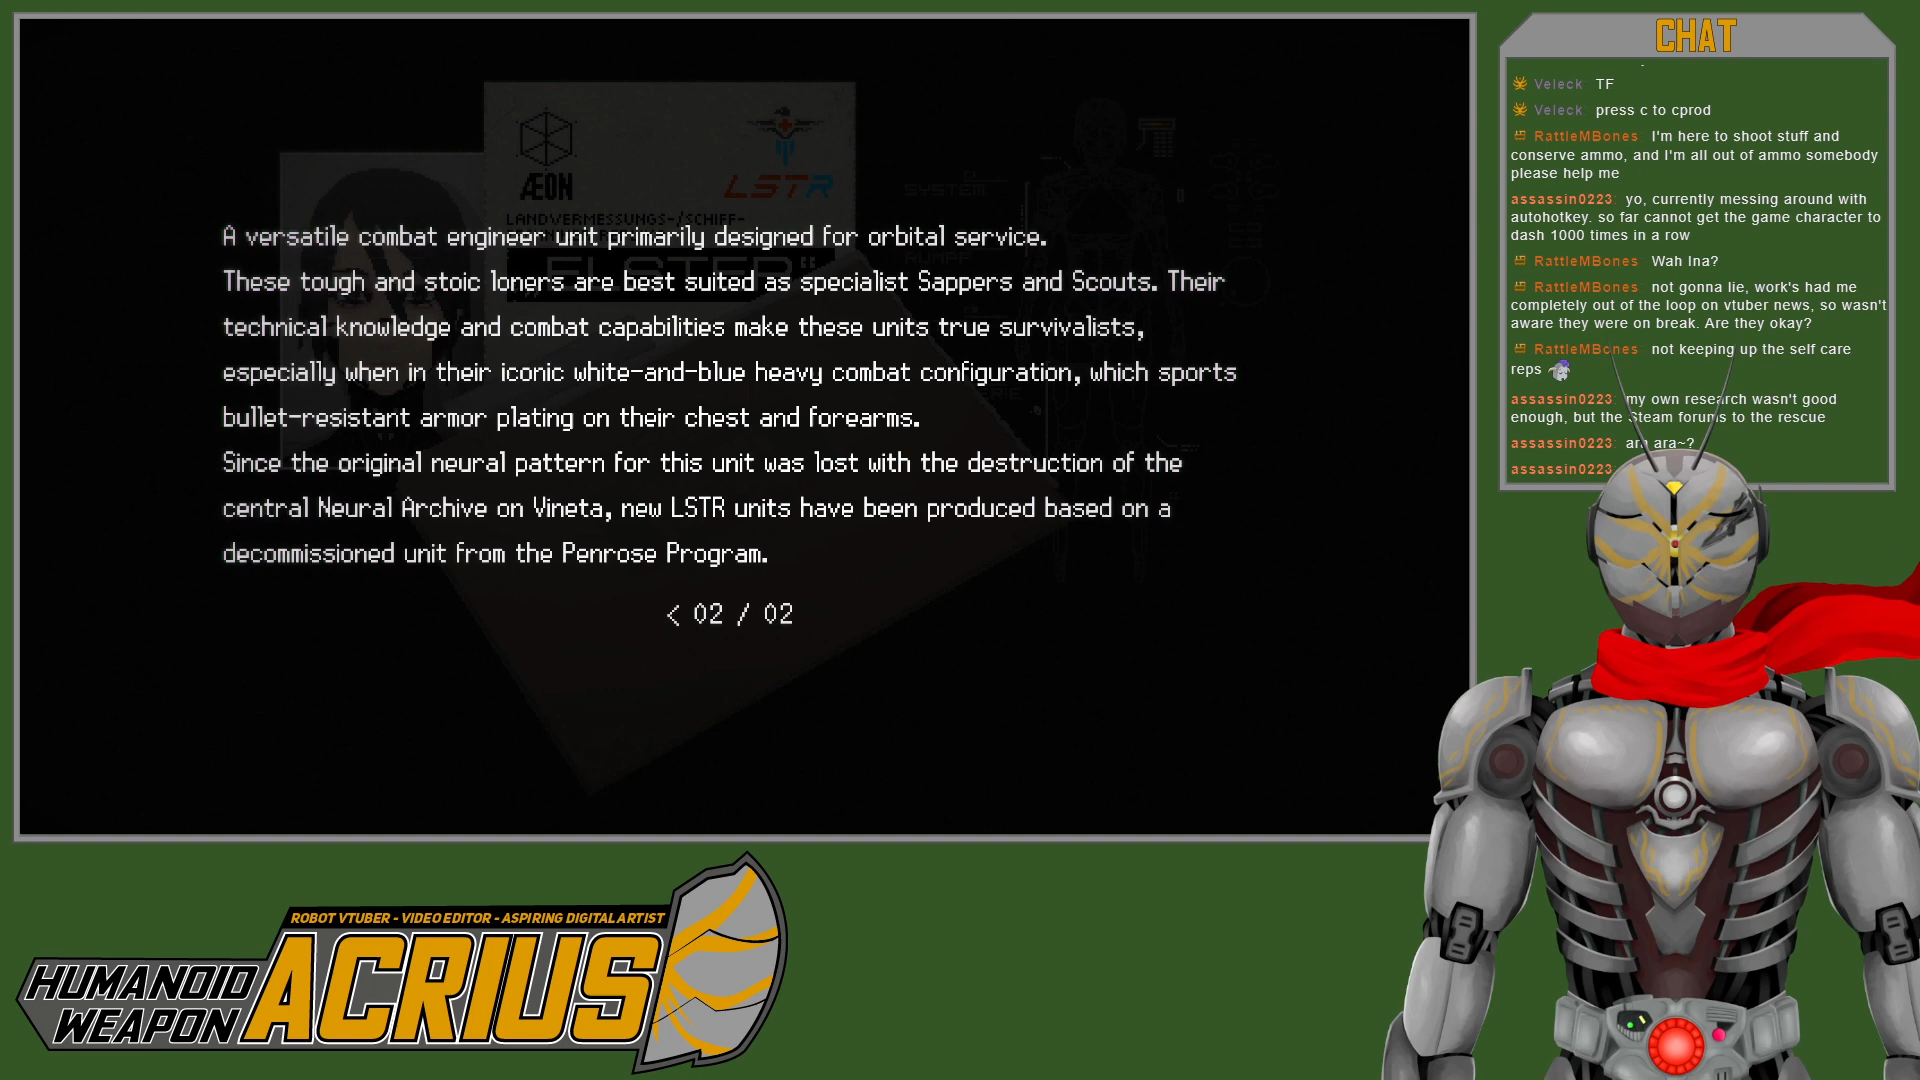 ÆON
LSTR
LANDVERMESSUNGS-/SCHIFF-
SYSTEM
A versatile combat engineer unit primarily designed for orbital service.
These tough and stoic loners are best suited as specialist Sappers and Scouts. Their
technical knowledge and combat capabilities make these units true survivalists,
especially when in their iconic white-and-blue heavy combat configuration, which sports
bullet-resistant armor plating on their chest and forearms.
Since the original neural pattern for this unit was lost with the destruction of the
central Neural Archive on Vineta, new LSTR units have been produced based on a
decommissioned unit from the Penrose Program.
< 02 / 02
CHAT
Veleck: TF
Veleck: press c to cprod
RattleMBones: I'm here to shoot stuff and
conserve ammo, and I'm all out of ammo somebody
please help me
assassin0223: yo, currently messing around with
autohotkey. so far cannot get the game character to
dash 1000 times in a row
RattleMBones: Wah Ina?
RattleMBones: not gonna lie, work's had me
completely out of the loop on vtuber news, so wasn't
aware they were on break. Are they okay?
RattleMBones: not keeping up the self care
reps
assassin0223: my own research wasn't good
enough, but the Steam forums to the rescue
assassin0223: ara ara~?
assassin0223:
ROBOT VTUBER - VIDEO EDITOR - ASPIRING DIGITAL ARTIST
HUMANOID
WEAPON
ACRIUS